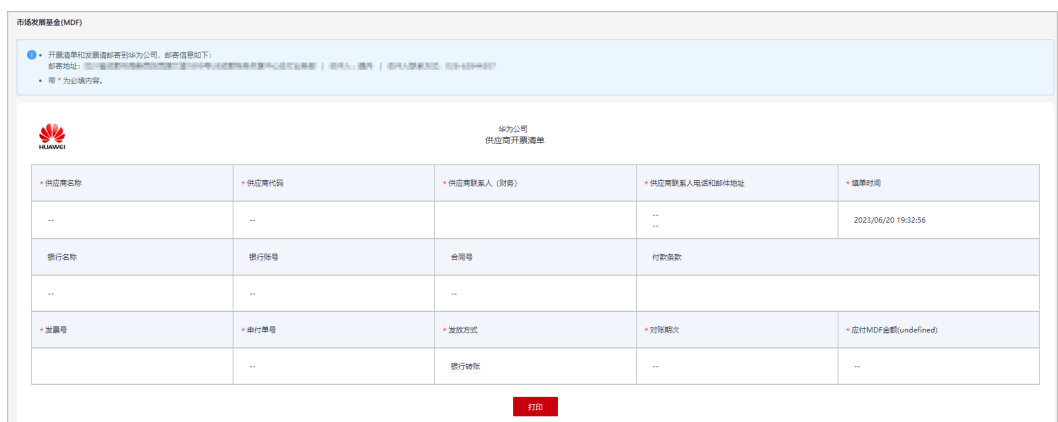 市场发展基金(MDF)
• 开票清单和发票请邮寄到华为公司，邮寄信息如下：
邮寄地址：
• 带 * 为必填内容。
HUAWEI
华为公司
供应商开票清单
* 供应商名称 * 供应商代码 * 供应商联系人（财务） * 供应商联系人电话和邮件地址 * 填单时间
-- -- -- 2023/06/20 19:32:56
--
银行名称 银行账号 合同号 付款条款
-- -- --
* 发票号 * 申付单号 * 发放方式 * 对账期次 * 应付MDF金额(undefined)
-- 银行转账 -- --
打印